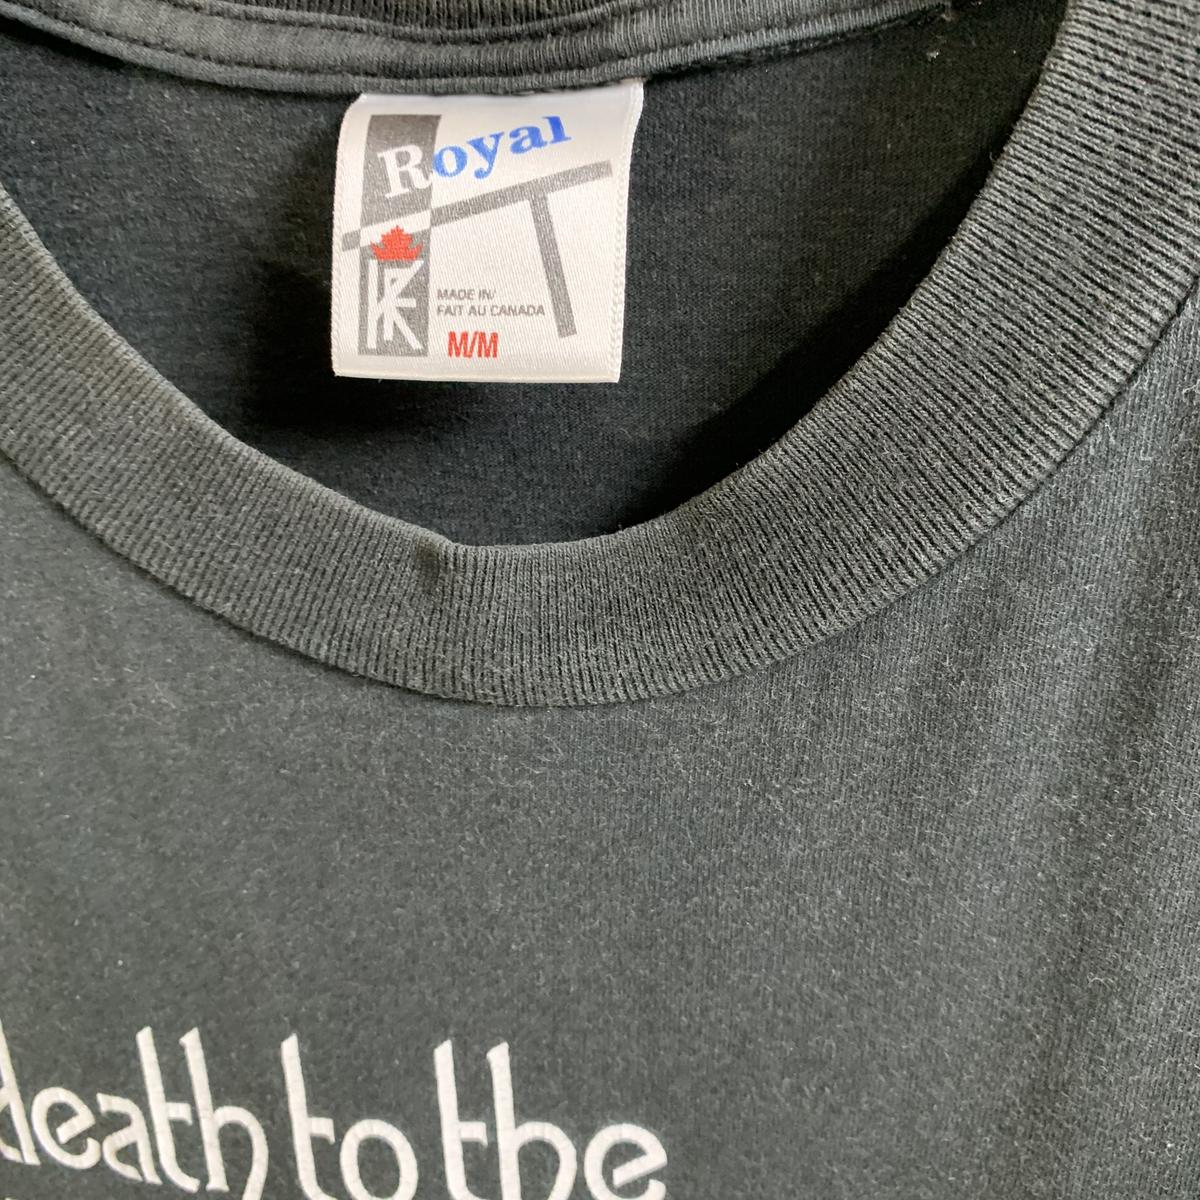 Royal
MADE IN/
FAIT AU CANADA
M/M
death to the